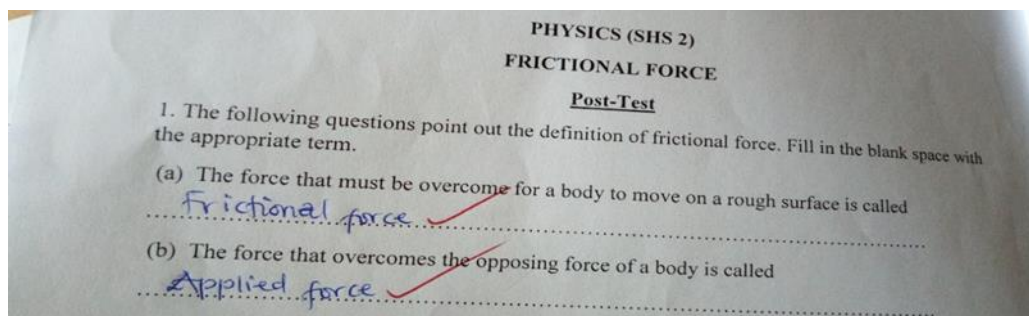 PHYSICS (SHS 2)
FRICTIONAL FORCE
Post-Test
1. The following questions point out the definition of frictional force. Fill in the blank space with
the appropriate term.
(a) The force that must be overcome for a body to move on a rough surface is called
Frictional force
(b) The force that overcomes the opposing force of a body is called
Applied force